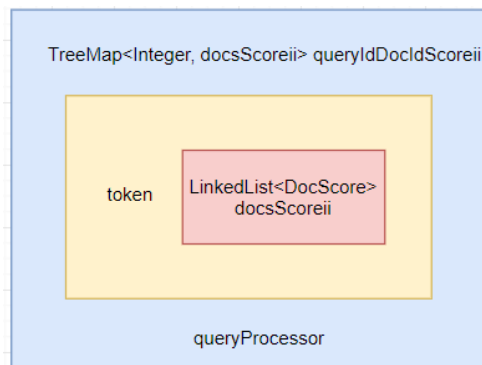 TreeMap<Integer, docsScoreii> queryIdDocIdScoreii
token
LinkedList<DocScore>
docsScoreii
queryProcessor